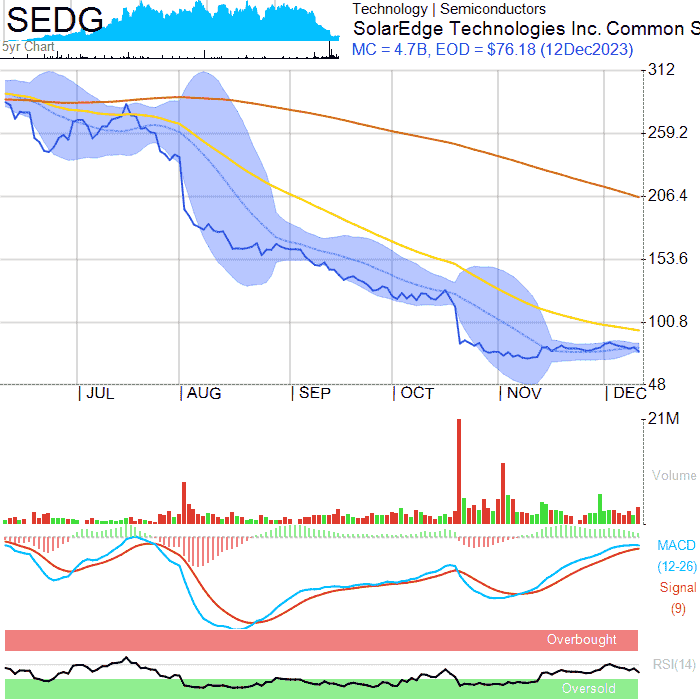 SEDG
5yr Chart
Technology | Semiconductors
SolarEdge Technologies Inc. Common S
MC = 4.7B, EOD = $76.18 (12Dec2023)
312
259.2
206.4
153.6
100.8
48
JUL AUG SEP OCT NOV DEC
21M
Volume
MACD
(12-26)
Signal
(9)
Overbought
RSI(14)
Oversold